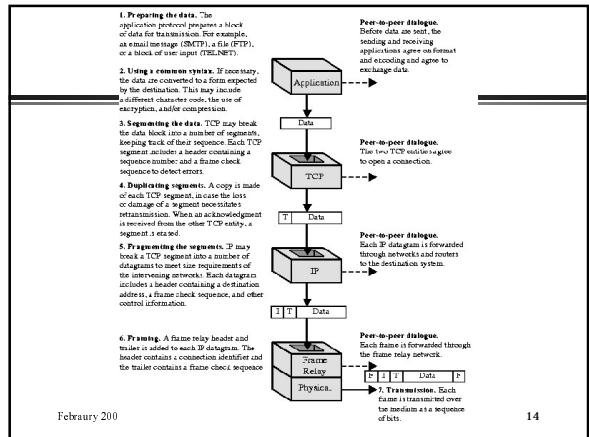 1. Preparing the data. The
application protocol prepares a block
of data for transmission. For example,
an email message (SMTP), a file (FTP),
or a block of user input (TELNET).
2. Using a common syntax. If necessary,
the data are converted to a form expected
by the destination. This may include
a different character code, the use of
encryption, and/or compression.
3. Segmenting the data. TCP may break
the data block into a number of segments,
keeping track of their sequence. Each TCP
segment includes a header containing a
sequence number and a frame check
sequence to detect errors.
4. Duplicating segments. A copy is made
of each TCP segment, in case the loss
or damage of a segment necessitates
retransmission. When an acknowledgment
is received from the other TCP entity, a
segment is erased.
5. Fragmenting the segments. IP may
break a TCP segment into a number of
datagrams to meet size requirements of
the intervening networks. Each datagram
includes a header containing a destination
address, a frame check sequence, and other
control information.
6. Framing. A frame relay header and
trailer is added to each IP datagram. The
header contains a connection identifier and
the trailer contains a frame check sequence
Application
Data
TCP
T Data
IP
I T Data
Frame
Relay
Physical
Peer-to-peer dialogue.
Before data are sent, the
sending and receiving
applications agree on format
and encoding and agree to
exchange data.
Peer-to-peer dialogue.
The two TCP entities agree
to open a connection.
Peer-to-peer dialogue.
Each IP datagram is forwarded
through networks and routers
to the destination system.
Peer-to-peer dialogue.
Each frame is forwarded through
the frame relay network.
F I T Data F
7. Transmission. Each
frame is transmitted over
the medium as a sequence
of bits.
Febraury 200
14